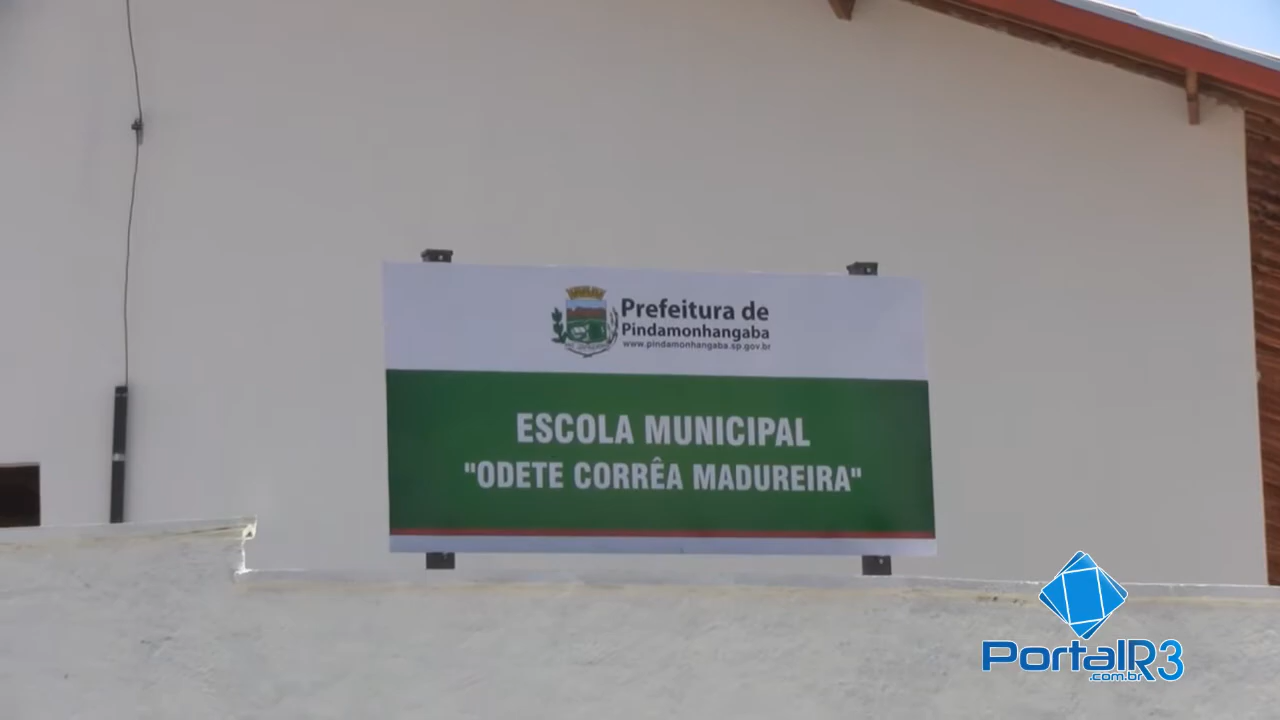 Prefeitura de
Pindamonhangaba
www.pindamonhangaba.sp.gov.br
ESCOLA MUNICIPAL
"ODETE CORRÊA MADUREIRA"
PortalR3
.com.br